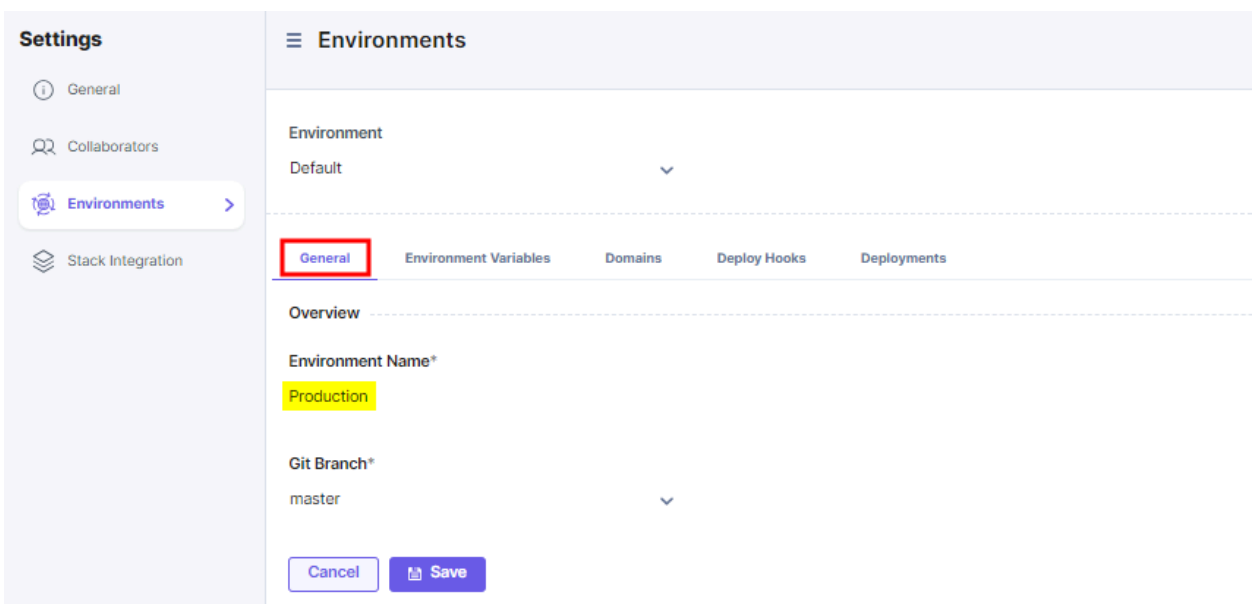 Settings
General
Collaborators
Environments
Stack Integration
Environments
Environment
Default
General Environment Variables Domains Deploy Hooks Deployments
Overview
Environment Name*
Production
Git Branch*
master
Cancel Save